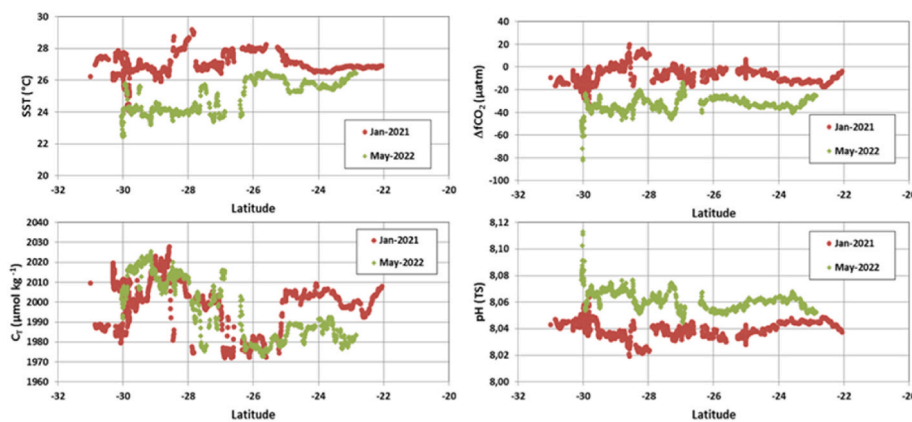 30
28
26
24
22
20
SST (°C)
Jan-2021
May-2022
-32 -30 -28 -26 -24 -22 -20
Latitude
40
20
0
-20
-40
-60
-80
-100
ΔfCO2 (µatm)
Jan-2021
May-2022
-32 -30 -28 -26 -24 -22 -20
Latitude
2040
2030
2020
2010
2000
1990
1980
1970
1960
CT (µmol kg-1)
Jan-2021
May-2022
-32 -30 -28 -26 -24 -22 -20
Latitude
8,12
8,10
8,08
8,06
8,04
8,02
8,00
pH (TS)
Jan-2021
May-2022
-32 -30 -28 -26 -24 -22 -20
Latitude